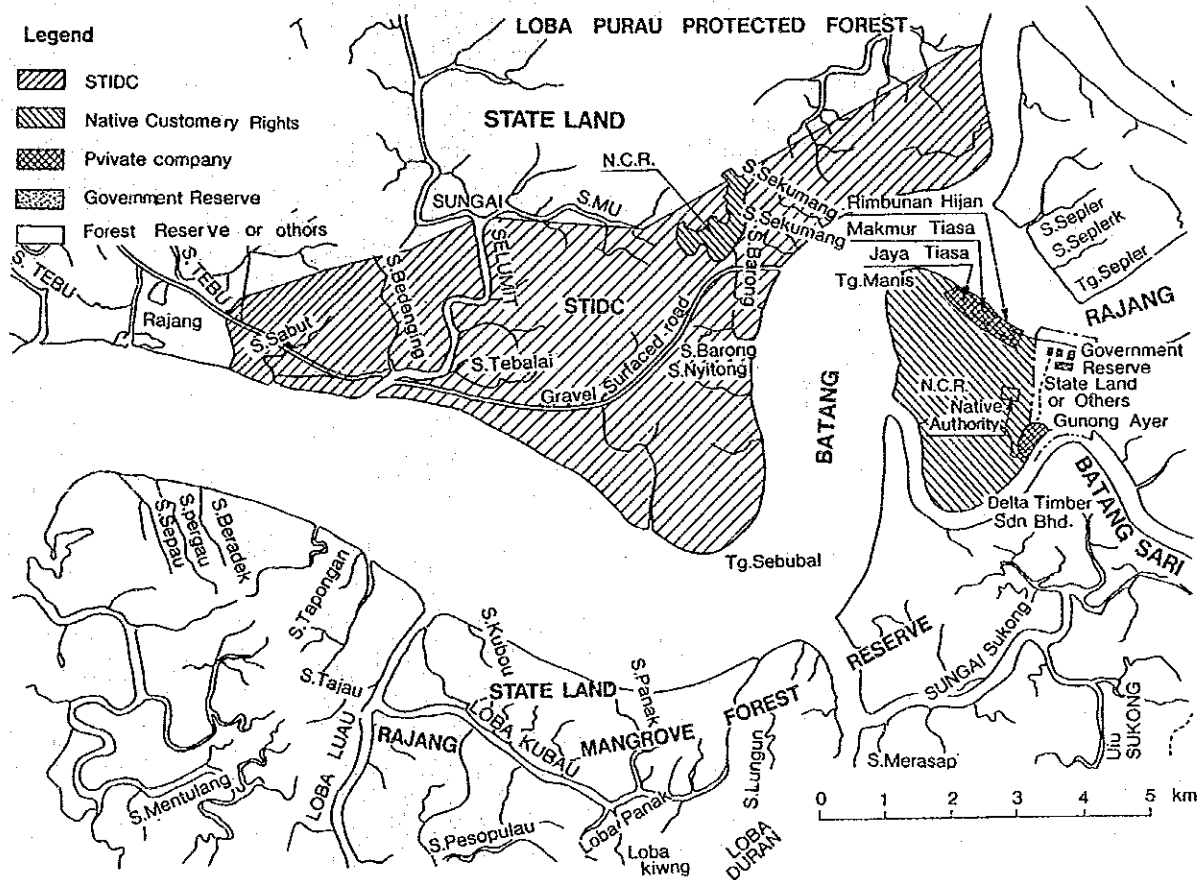 Legend
STIDC
Native Customery Rights
Pvivate company
Government Reserve
Forest Reserve or othors
LOBA PURAU PROTECTED FOREST
STATE LAND
N.C.R.
S. TEBU
S. TEBU
Rajang
SUNGAI
S.MU
SELUMIT
S.Bedenging
S.Sabut
STIDC
S.Tebalai
Gravel Surfaced road
S.Sekumang
S.Sekumang
S.Barong
S.Barong
S.Nyitong
Rimbunan Hijan
Makmur Tiasa
Jaya Tiasa
Tg.Manis
S.Sepler
S.Seplerk
Tg.Sepler
RAJANG
BATANG
Government
Reserve
State Land
or Others
N.C.R.
Native
Authority
Gunong Ayer
Delta Timber
Sdn Bhd.
BATANG SARI
Tg.Sebubal
S.Sepau
S.pergau
S.Beradek
S.Tapongan
S.Tajau
S.Mentulang
LOBA LUAU
RAJANG
S.Kubou
STATE LAND
LOBA KUBAU
S.Panak
MANGROVE
FOREST
RESERVE
SUNGAI Sukong
S.Pesopulau
Loba Panak
Loba
kiwng
S.Lungun
LOBA
DURAN
S.Merasap
Uiu
SUKONG
0 1 2 3 4 5 km